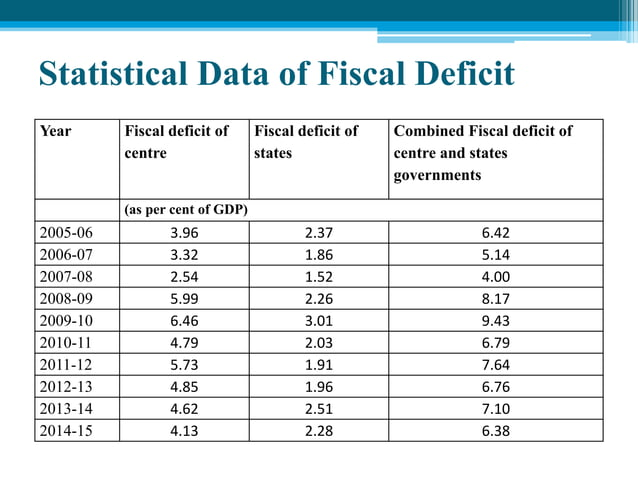 Statistical Data of Fiscal Deficit
Year Fiscal deficit of centre Fiscal deficit of states Combined Fiscal deficit of centre and states governments
(as per cent of GDP)
2005-06 3.96 2.37 6.42
2006-07 3.32 1.86 5.14
2007-08 2.54 1.52 4.00
2008-09 5.99 2.26 8.17
2009-10 6.46 3.01 9.43
2010-11 4.79 2.03 6.79
2011-12 5.73 1.91 7.64
2012-13 4.85 1.96 6.76
2013-14 4.62 2.51 7.10
2014-15 4.13 2.28 6.38